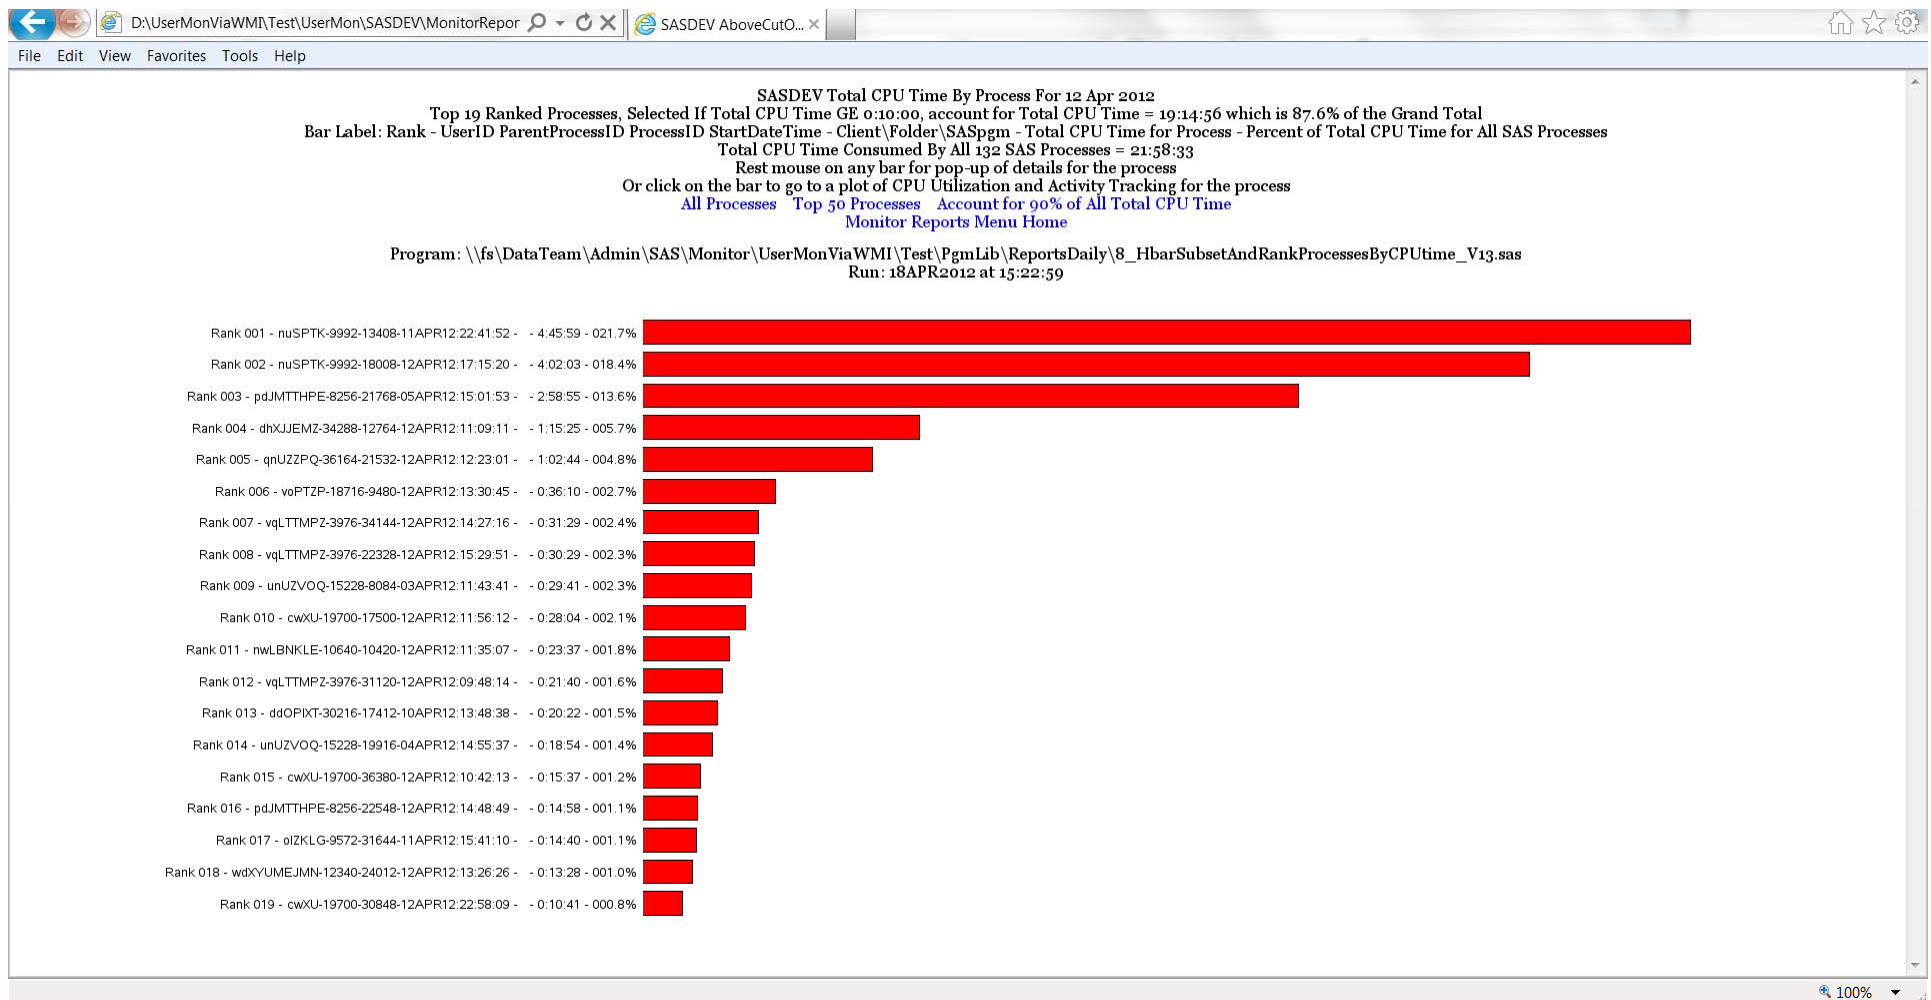 D:\UserMonViaWMI\Test\UserMon\SASDEV\MonitorRepor
SASDEV AboveCutO...
File Edit View Favorites Tools Help
SASDEV Total CPU Time By Process For 12 Apr 2012
Top 19 Ranked Processes, Selected If Total CPU Time GE 0:10:00, account for Total CPU Time = 19:14:56 which is 87.6% of the Grand Total
Bar Label: Rank - UserID ParentProcessID ProcessID StartDateTime - Client\Folder\SASpgm - Total CPU Time for Process - Percent of Total CPU Time for All SAS Processes
Total CPU Time Consumed By All 132 SAS Processes = 21:58:33
Rest mouse on any bar for pop-up of details for the process
Or click on the bar to go to a plot of CPU Utilization and Activity Tracking for the process
All Processes Top 50 Processes Account for 90% of All Total CPU Time
Monitor Reports Menu Home
Program: \\fs\DataTeam\Admin\SAS\Monitor\UserMonViaWMI\Test\PgmLib\ReportsDaily\8_HbarSubsetAndRankProcessesByCPUtime_V13.sas
Run: 18APR2012 at 15:22:59
Rank 001 - nuSPTK-9992-13408-11APR12:22:41:52 - - 4:45:59 - 021.7%
Rank 002 - nuSPTK-9992-18008-12APR12:17:15:20 - - 4:02:03 - 018.4%
Rank 003 - pdJMTTHPE-8256-21768-05APR12:15:01:53 - - 2:58:55 - 013.6%
Rank 004 - dhXJJEMZ-34288-12764-12APR12:11:09:11 - - 1:15:25 - 005.7%
Rank 005 - qnUZZPQ-36164-21532-12APR12:12:23:01 - - 1:02:44 - 004.8%
Rank 006 - voPTZP-18716-9480-12APR12:13:30:45 - - 0:36:10 - 002.7%
Rank 007 - vqLTTMPZ-3976-34144-12APR12:14:27:16 - - 0:31:29 - 002.4%
Rank 008 - vqLTTMPZ-3976-22328-12APR12:15:29:51 - - 0:30:29 - 002.3%
Rank 009 - unUZVOQ-15228-8084-03APR12:11:43:41 - - 0:29:41 - 002.3%
Rank 010 - cwXU-19700-17500-12APR12:11:56:12 - - 0:28:04 - 002.1%
Rank 011 - nwLBNKLE-10640-10420-12APR12:11:35:07 - - 0:23:37 - 001.8%
Rank 012 - vqLTTMPZ-3976-31120-12APR12:09:48:14 - - 0:21:40 - 001.6%
Rank 013 - ddOPIXT-30216-17412-10APR12:13:48:38 - - 0:20:22 - 001.5%
Rank 014 - unUZVOQ-15228-19916-04APR12:14:55:37 - - 0:18:54 - 001.4%
Rank 015 - cwXU-19700-36380-12APR12:10:42:13 - - 0:15:37 - 001.2%
Rank 016 - pdJMTTHPE-8256-22548-12APR12:14:48:49 - - 0:14:58 - 001.1%
Rank 017 - olZKLG-9572-31644-11APR12:15:41:10 - - 0:14:40 - 001.1%
Rank 018 - wdXYUMEJMN-12340-24012-12APR12:13:26:26 - - 0:13:28 - 001.0%
Rank 019 - cwXU-19700-30848-12APR12:22:58:09 - - 0:10:41 - 000.8%
100%